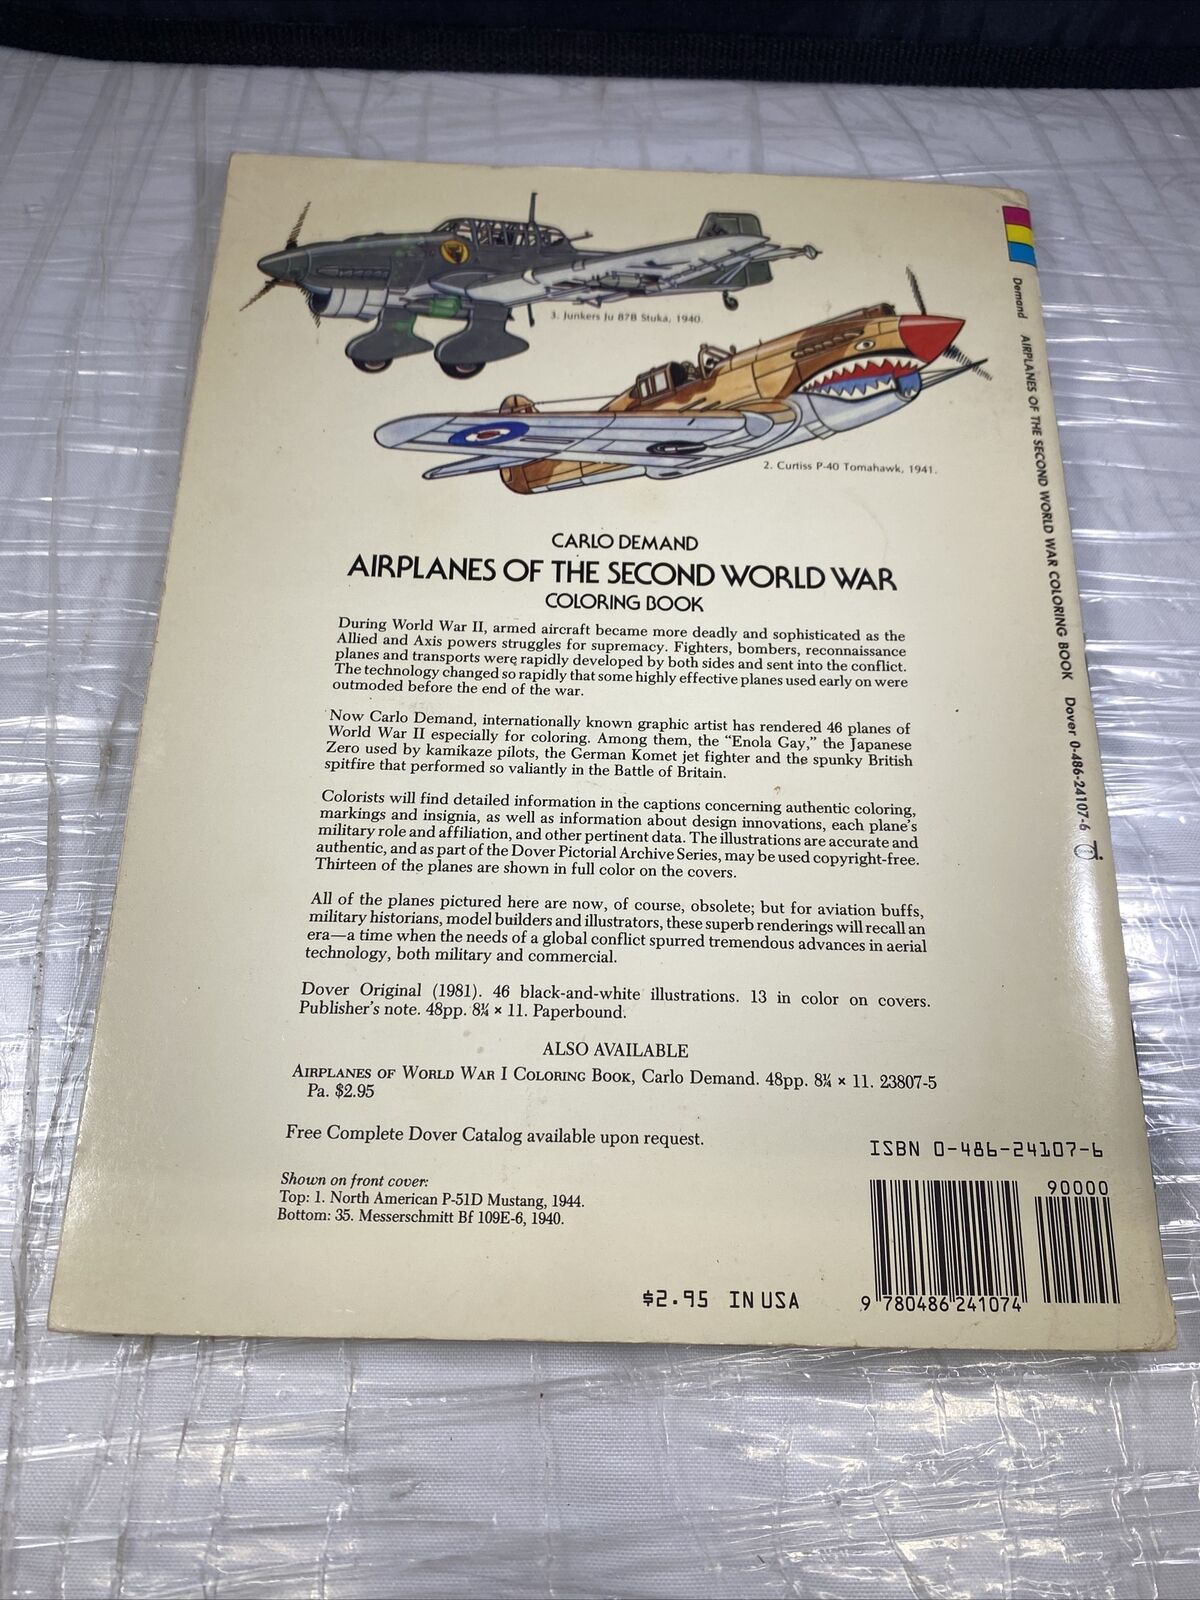 3. Junkers Ju 87B Stuka, 1940.
2. Curtiss P-40 Tomahawk, 1941.
CARLO DEMAND
AIRPLANES OF THE SECOND WORLD WAR
COLORING BOOK
During World War II, armed aircraft became more deadly and sophisticated as the
Allied and Axis powers struggles for supremacy. Fighters, bombers, reconnaissance
planes and transports were rapidly developed by both sides and sent into the conflict.
The technology changed so rapidly that some highly effective planes used early on were
outmoded before the end of the war.
Now Carlo Demand, internationally known graphic artist has rendered 46 planes of
World War II especially for coloring. Among them, the “Enola Gay,” the Japanese
Zero used by kamikaze pilots, the German Komet jet fighter and the spunky British
spitfire that performed so valiantly in the Battle of Britain.
Colorists will find detailed information in the captions concerning authentic coloring,
markings and insignia, as well as information about design innovations, each plane's
military role and affiliation, and other pertinent data. The illustrations are accurate and
authentic, and as part of the Dover Pictorial Archive Series, may be used copyright-free.
Thirteen of the planes are shown in full color on the covers.
All of the planes pictured here are now, of course, obsolete; but for aviation buffs,
military historians, model builders and illustrators, these superb renderings will recall an
era—a time when the needs of a global conflict spurred tremendous advances in aerial
technology, both military and commercial.
Dover Original (1981). 46 black-and-white illustrations. 13 in color on covers.
Publisher's note. 48pp. 8¼ × 11. Paperbound.
ALSO AVAILABLE
AIRPLANES OF WORLD WAR I COLORING BOOK, Carlo Demand. 48pp. 8¼ × 11. 23807-5
Pa. $2.95
Free Complete Dover Catalog available upon request.
Shown on front cover:
Top: 1. North American P-51D Mustang, 1944.
Bottom: 35. Messerschmitt Bf 109E-6, 1940.
$2.95 IN USA
ISBN 0-486-24107-6
90000
9 780486 241074
Demand AIRPLANES OF THE SECOND WORLD WAR COLORING BOOK Dover 0-486-24107-6